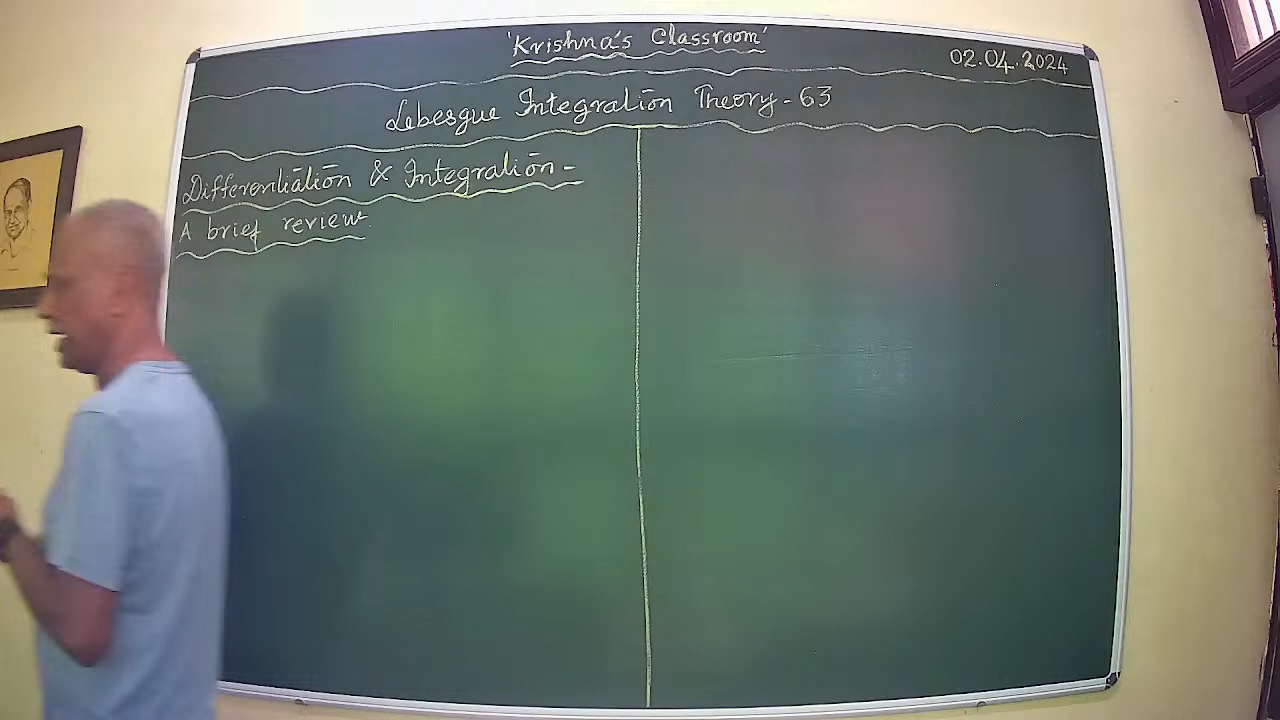 'Krishna's Classroom'
02.04.2024
Lebesgue Integration Theory - 63
Differentiation & Integration -
A brief review.